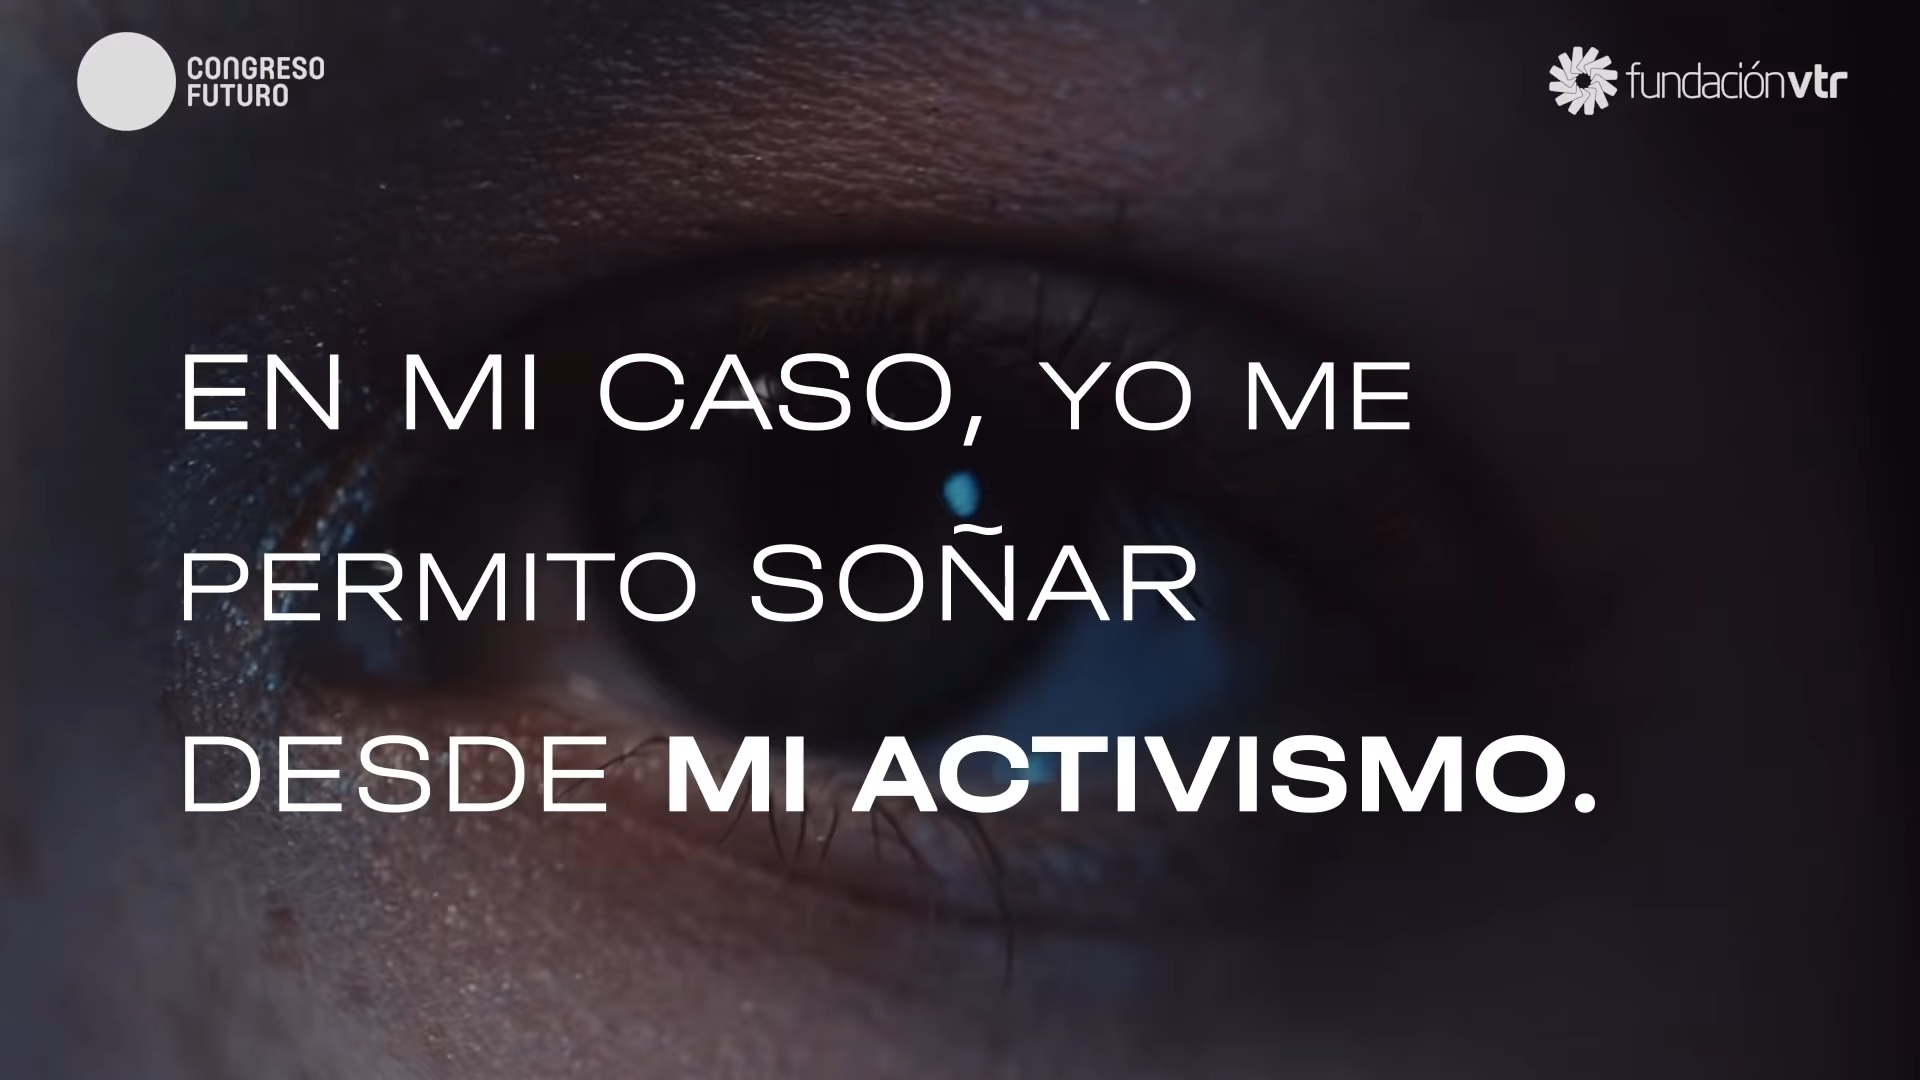 CONGRESO
FUTURO
fundaciónvtr
EN MI CASO, YO ME
PERMITO SOÑAR
DESDE MI ACTIVISMO.